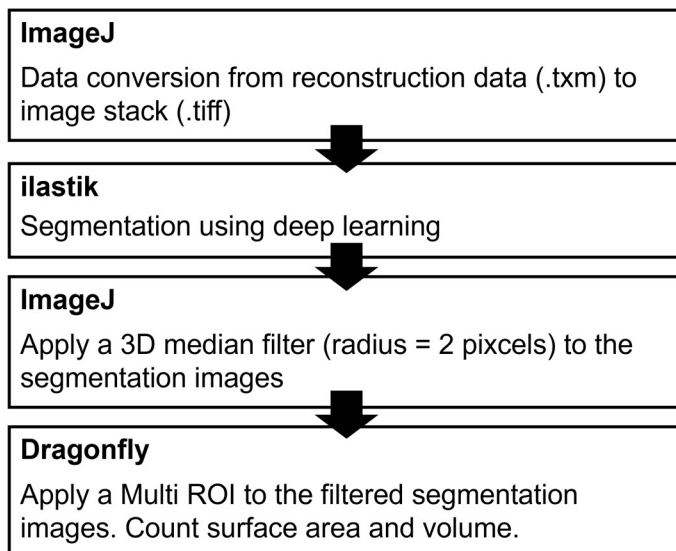 ImageJ
Data conversion from reconstruction data (.txm) to
image stack (.tiff)
ilastik
Segmentation using deep learning
ImageJ
Apply a 3D median filter (radius = 2 pixcels) to the
segmentation images
Dragonfly
Apply a Multi ROI to the filtered segmentation
images. Count surface area and volume.